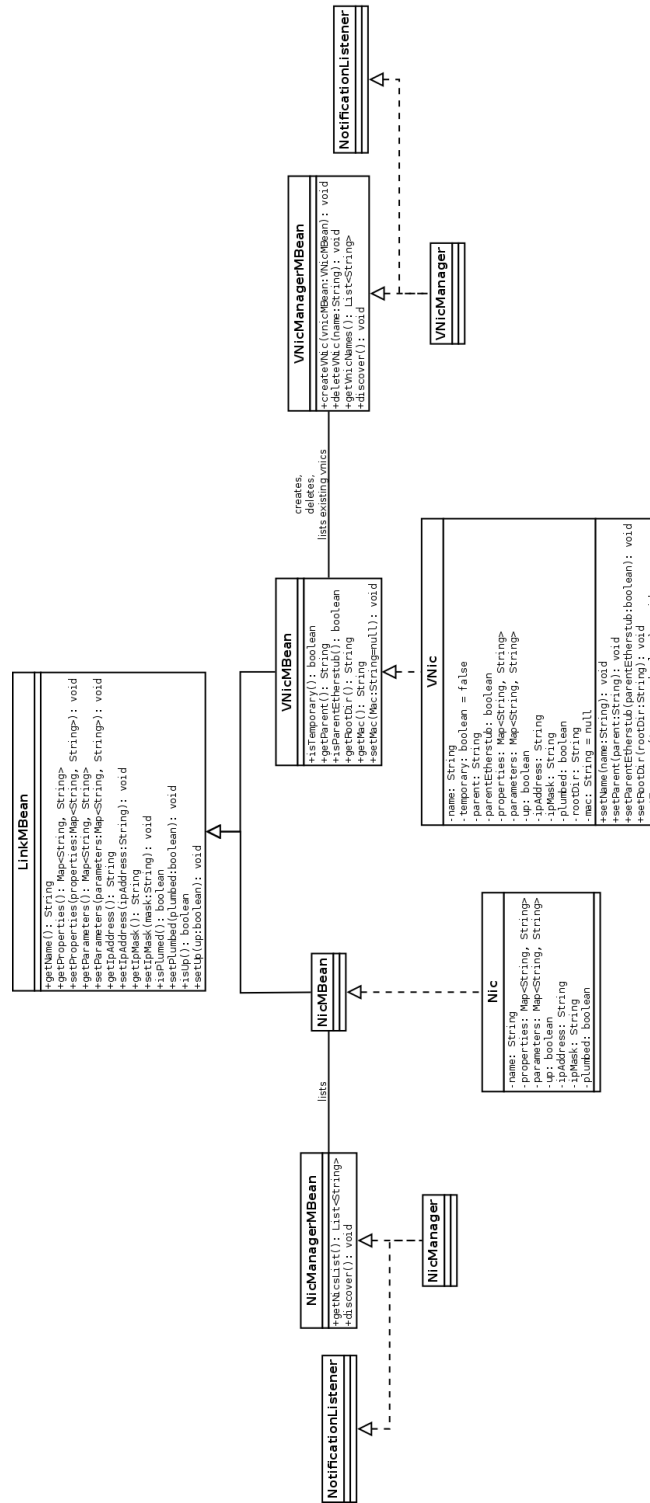 LinkMBean
+getName(): String
+getProperties(): Map<String, String>
+setProperties(properties:Map<String, String>): void
+getParameters(): Map<String, String>
+setParameters(parameters:Map<String, String>): void
+getIpAddress(): String
+setIpAddress(ipAddress:String): void
+getIpMask(): String
+setIpMask(mask:String): void
+isPlumed(): boolean
+setPlumbed(plumbed:boolean): void
+isUp(): boolean
+setUp(up:boolean): void
NotificationListener
NicManagerMBean
+getNicsList(): List<String>
+discover(): void
lists
NicMBean
VNicMBean
+isTemporary(): boolean
+getParent(): String
+isParentEtherstub(): boolean
+getRootDir(): String
+getMac(): String
+setMac(Mac:String=null): void
creates,
deletes,
lists existing vnics
VNicManagerMBean
+createVNic(vnicMBean:VNicMBean): void
+deleteVNic(name:String): void
+getVnicNames(): List<String>
+discover(): void
NotificationListener
NicManager
Nic
-name: String
-properties: Map<String, String>
-parameters: Map<String, String>
-up: boolean
-ipAddress: String
-ipMask: String
-plumbed: boolean
VNic
-name: String
-temporary: boolean = false
-parent: String
-parentEtherstub: boolean
-properties: Map<String, String>
-parameters: Map<String, String>
-up: boolean
-ipAddress: String
-ipMask: String
-plumbed: boolean
-rootDir: String
-mac: String = null
+setName(name:String): void
+setParent(parent:String): void
+setParentEtherstub(parentEtherstub:boolean): void
+setRootDir(rootDir:String): void
VNicManager